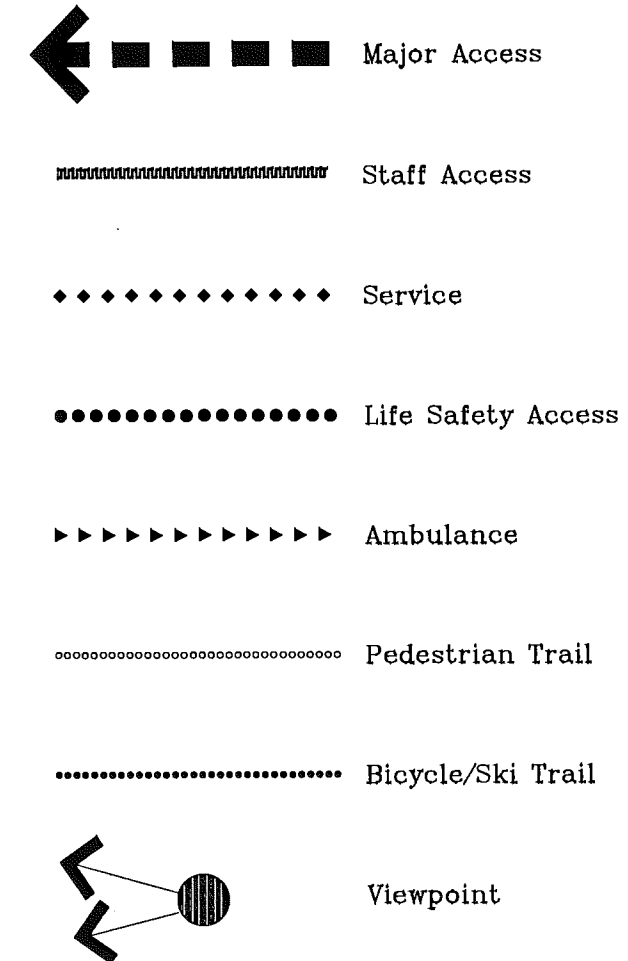 Major Access
Staff Access
Service
Life Safety Access
Ambulance
Pedestrian Trail
Bicycle/Ski Trail
Viewpoint